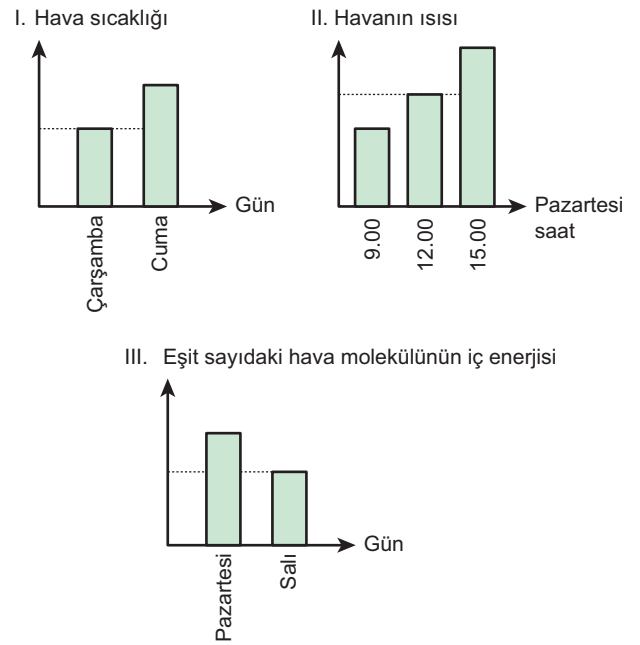 I. Hava sıcaklığı
Gün
Çarşamba
Cuma
II. Havanın ısısı
Pazartesi
saat
9.00
12.00
15.00
III. Eşit sayıdaki hava molekülünün iç enerjisi
Gün
Pazartesi
Salı